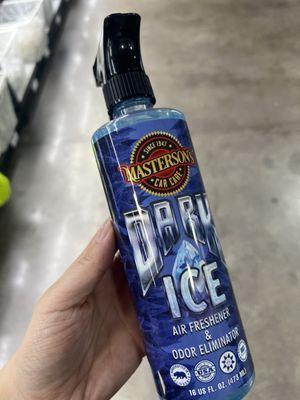 SINCE 1947
MASTERSON'S
CAR CARE
DARK
ICE
AIR FRESHENER
&
ODOR ELIMINATOR
16 US FL. OZ (473 ML)